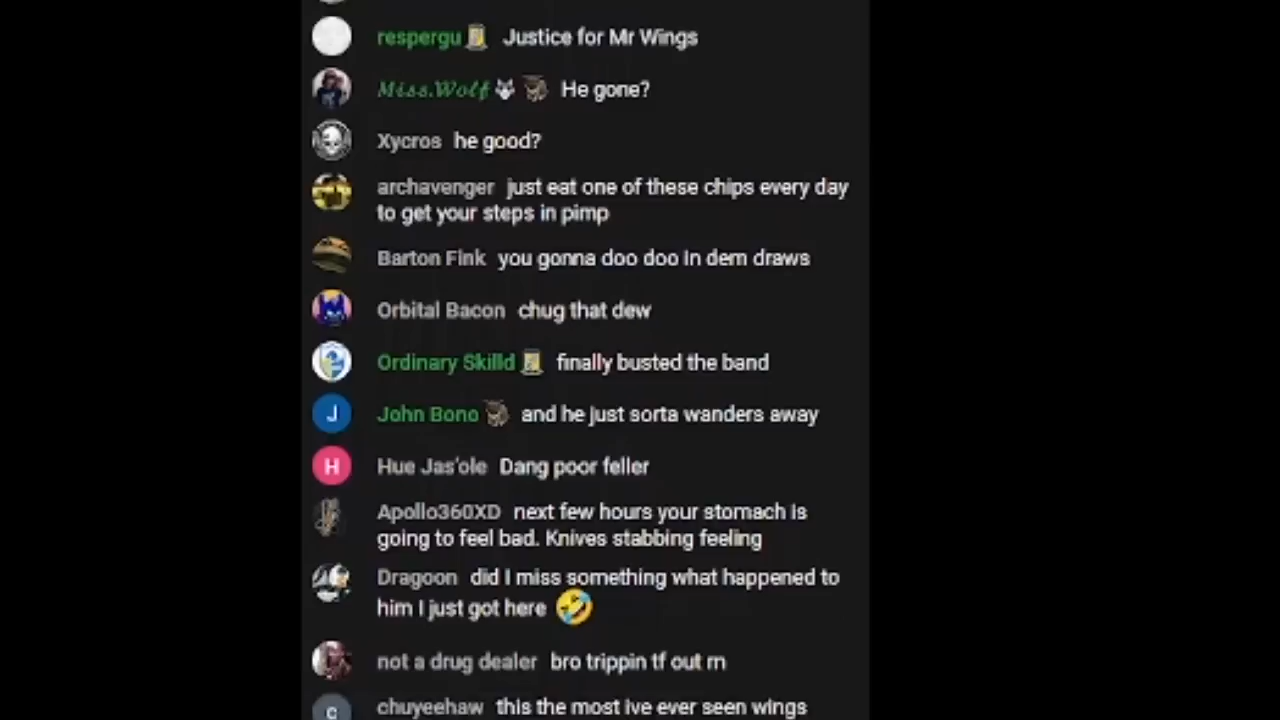 respergu Justice for Mr Wings
Miss.Wolf He gone?
Xycros he good?
archavenger just eat one of these chips every day
to get your steps in pimp
Barton Fink you gonna doo doo in dem draws
Orbital Bacon chug that dew
Ordinary Skilld finally busted the band
J John Bono and he just sorta wanders away
H Hue Jas'ole Dang poor feller
Apollo360XD next few hours your stomach is
going to feel bad. Knives stabbing feeling
Dragoon did I miss something what happened to
him I just got here 🤣
not a drug dealer bro trippin tf out rn
c chuyeehaw this the most ive ever seen wings